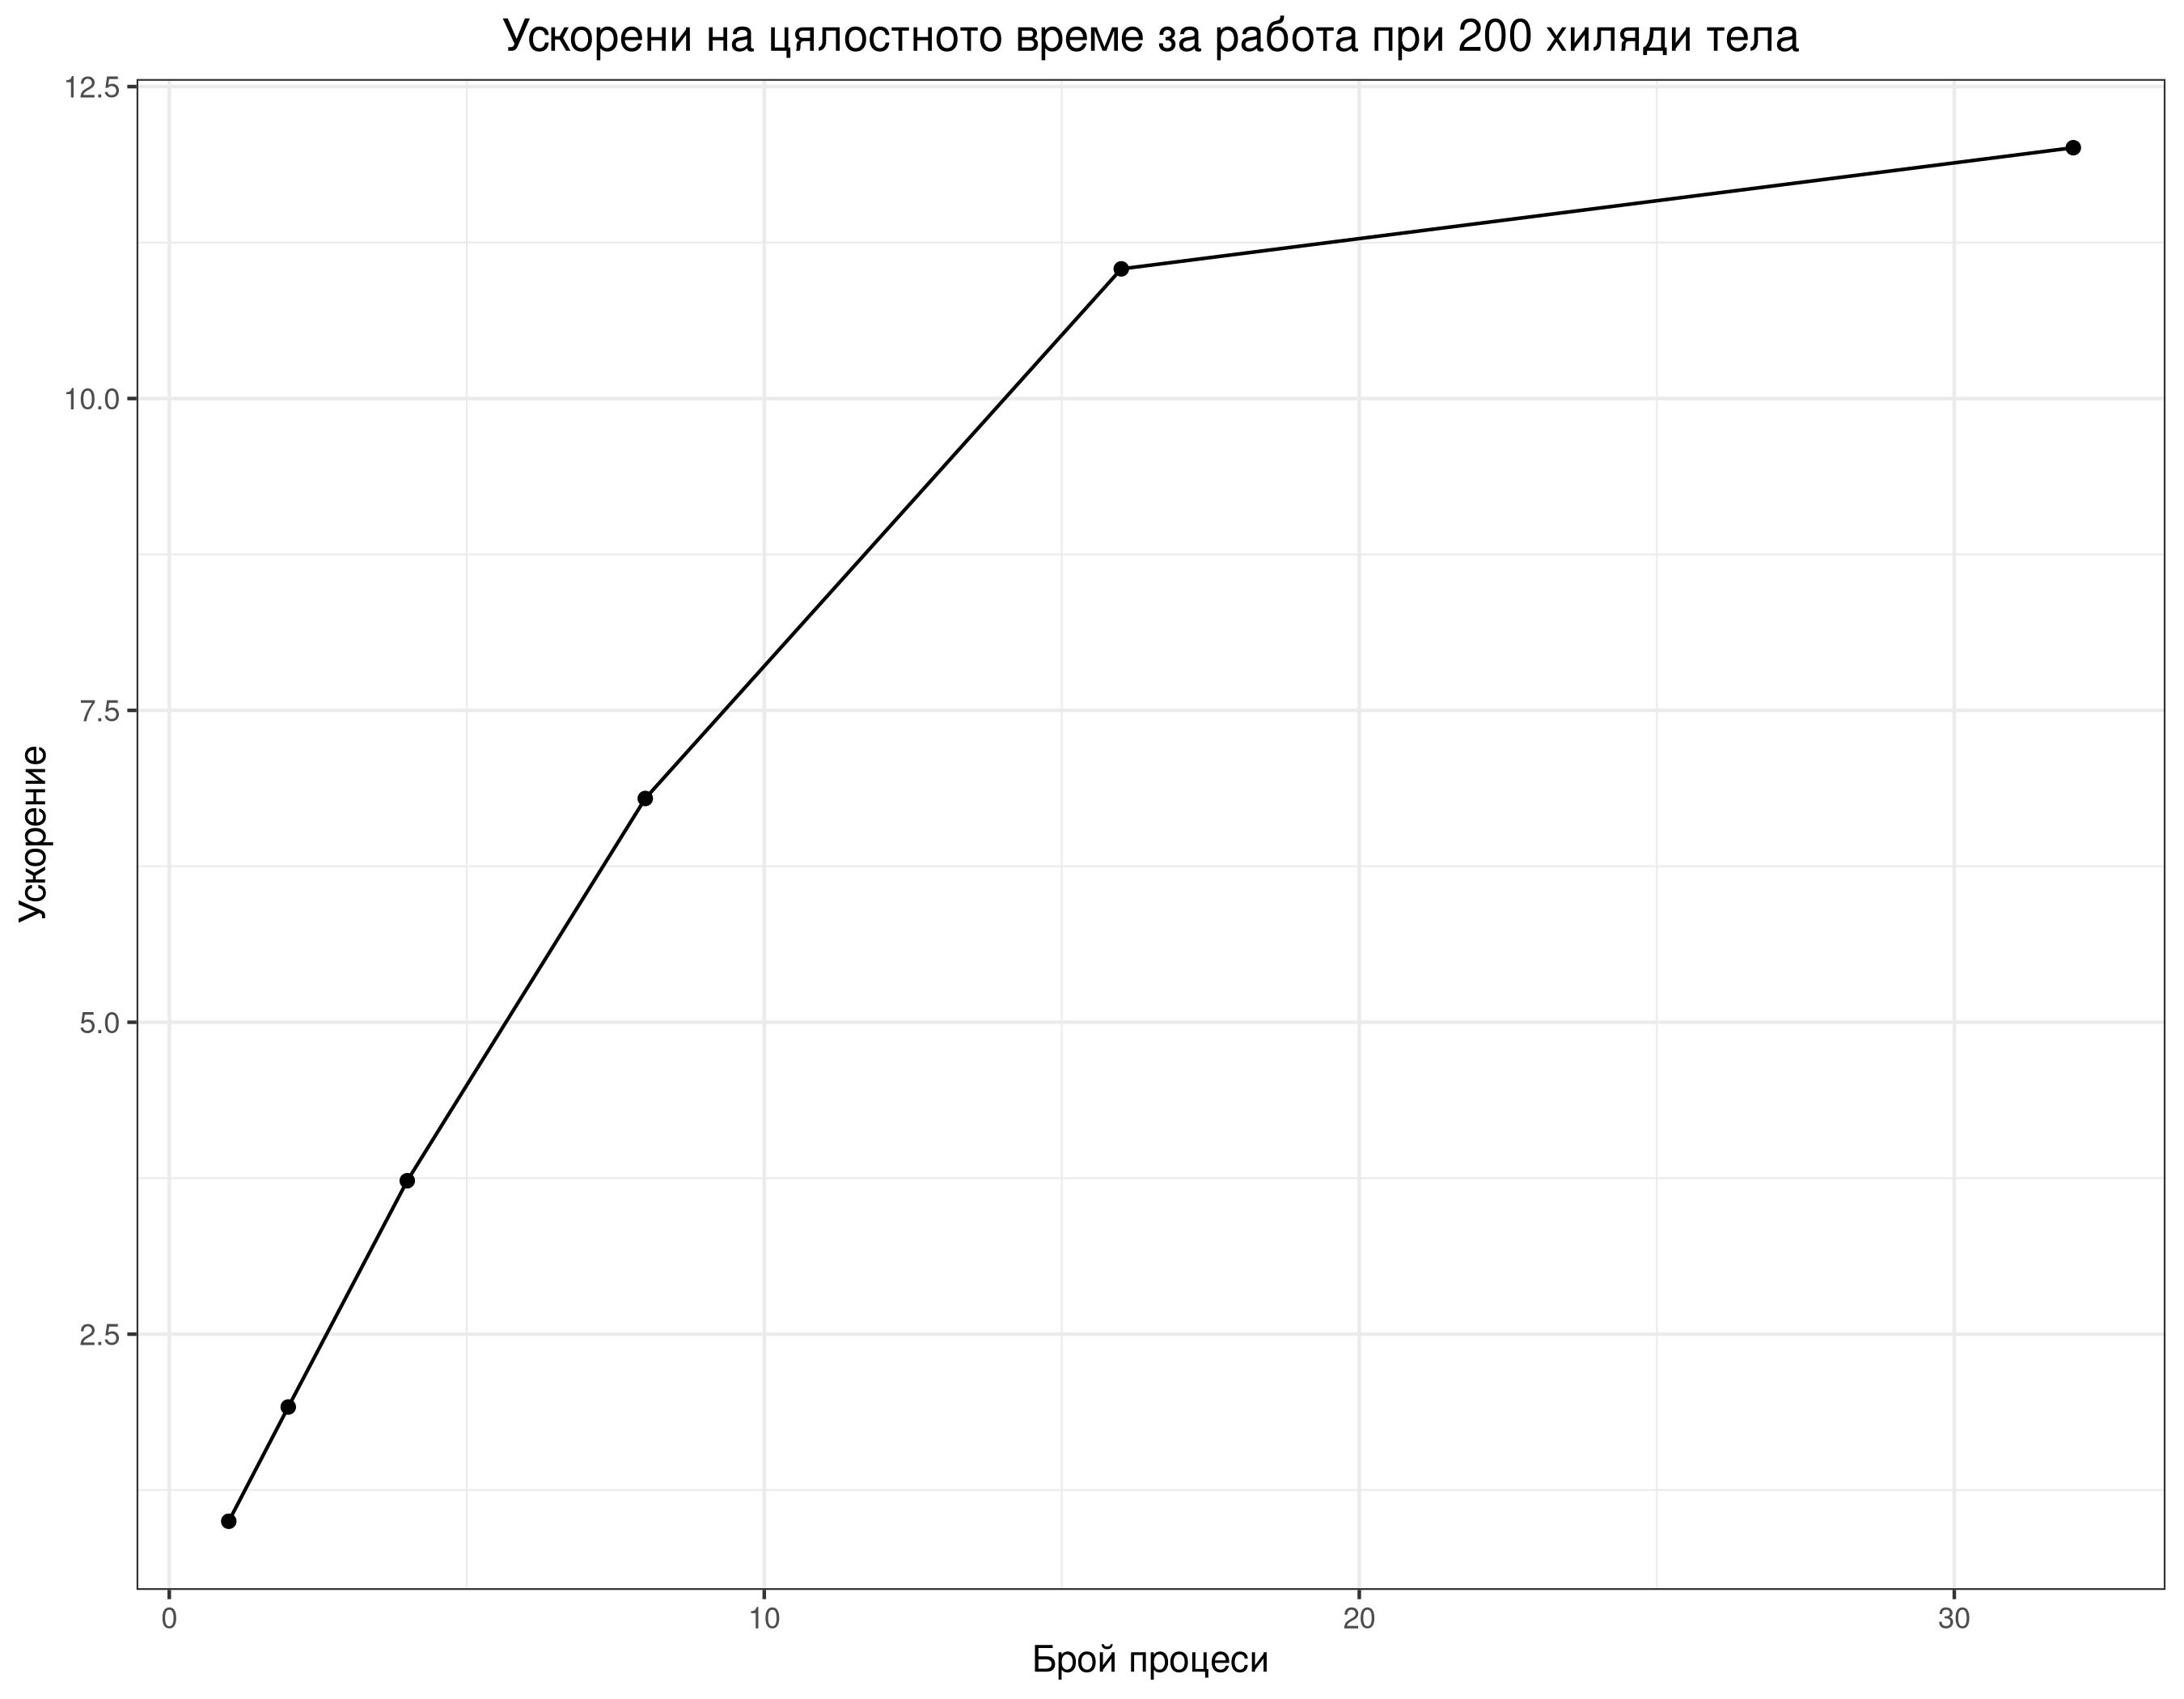 Ускорени на цялостното време за работа при 200 хиляди тела
Ускорение
12.5
10.0
7.5
5.0
2.5
0 10 20 30
Брой процеси